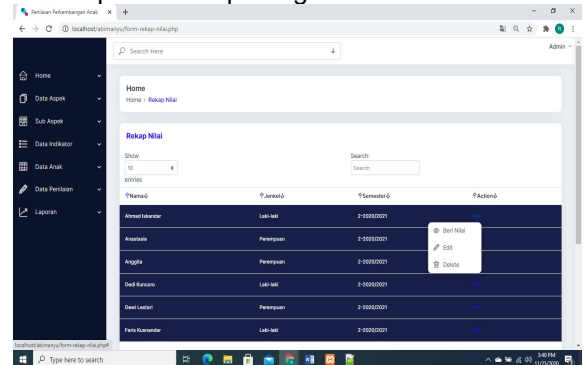 Penilaian Perkembangan Anak
localhost/abimanyu/form-rekap-nilai.php
Search Here
Admin
Home
Data Aspek
Sub Aspek
Data Indikator
Data Anak
Data Penilaian
Laporan
Home
Home > Rekap Nilai
Rekap Nilai
Show
10
entries
Search:
Search
Nama Jenkel Semester Action
Ahmad Iskandar Laki-laki 2-2020/2021
Anastasia Perempuan 2-2020/2021
Anggita Perempuan 2-2020/2021
Dedi Kuncoro Laki-laki 2-2020/2021
Dewi Lestari Perempuan 2-2020/2021
Faris Kusnandar Laki-laki 2-2020/2021
Beri Nilai
Edit
Delete
localhost/abimanyu/form-rekap-nilai.php#
Type here to search
3:40 PM
11/25/2020